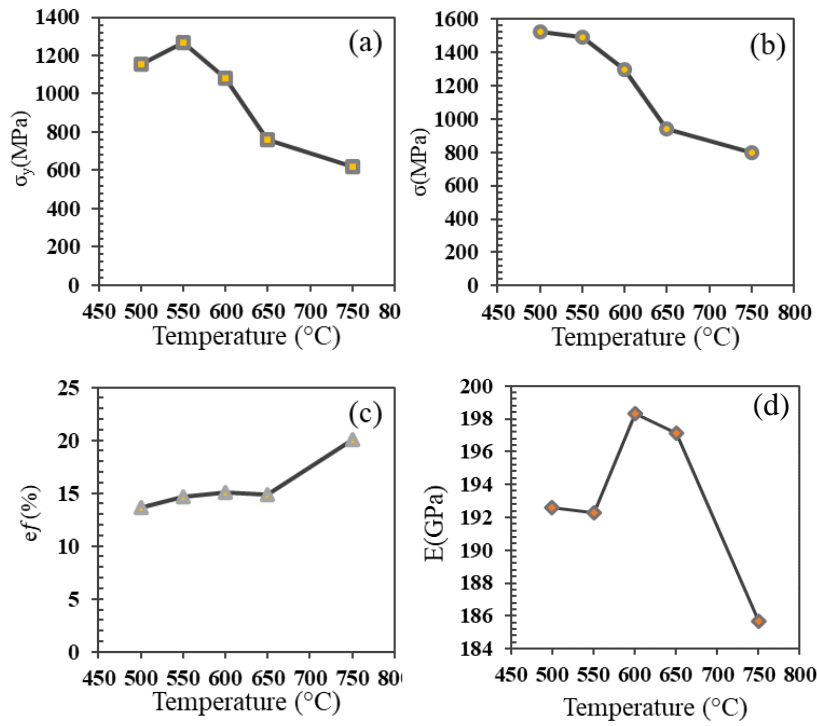 (a)
σy(MPa)
1400
1200
1000
800
600
400
200
0
450 500 550 600 650 700 750 80
Temperature (°C)
(b)
σ(MPa)
1600
1400
1200
1000
800
600
400
200
0
450 500 550 600 650 700 750 800
Temperature (°C)
(c)
ef(%)
25
20
15
10
5
0
450 500 550 600 650 700 750 80
Temperature (°C)
(d)
E(GPa)
200
198
196
194
192
190
188
186
184
450 500 550 600 650 700 750 800
Temperature (°C)